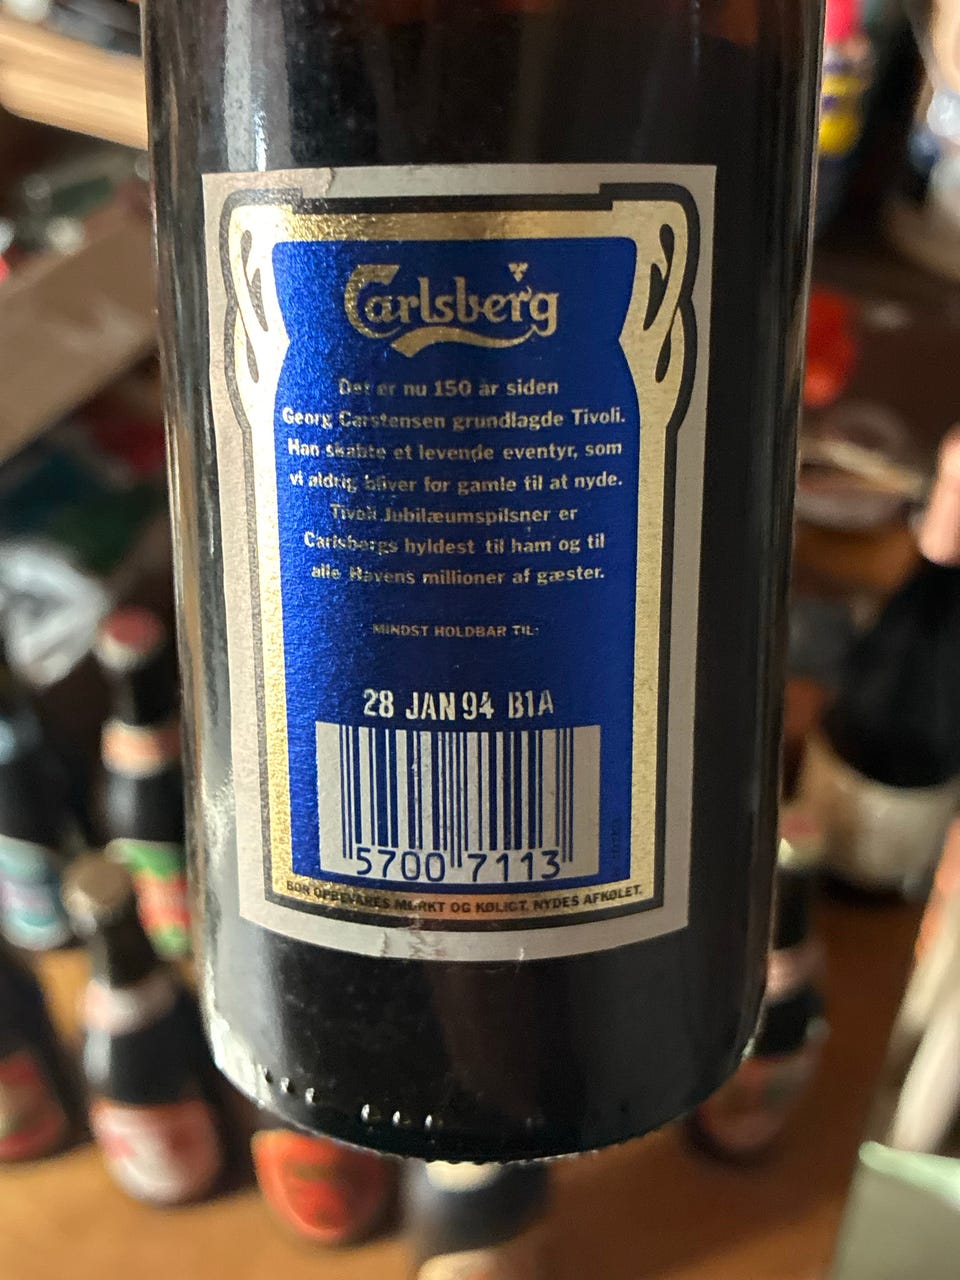 Carlsberg
Det er nu 150 år siden
Georg Carstensen grundlagde Tivoli.
Han skabte et levende eventyr, som
vi aldrig bliver for gamle til at nyde.
Tivoli Jubilæumspilsner er
Carlsbergs hyldest til ham og til
alle Havens millioner af gæster.
MINDST HOLDBAR TIL:
28 JAN 94 B1A
5700 7113
BØR OPBEVARES MØRKT OG KØLIGT. NYDES AFKØLET.